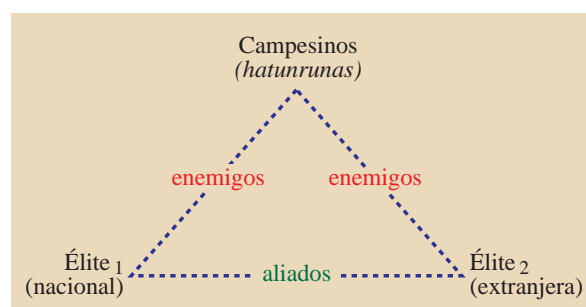 Campesinos
(hatunrunas)
enemigos enemigos
Élite 1 aliados Élite 2
(nacional) (extranjera)